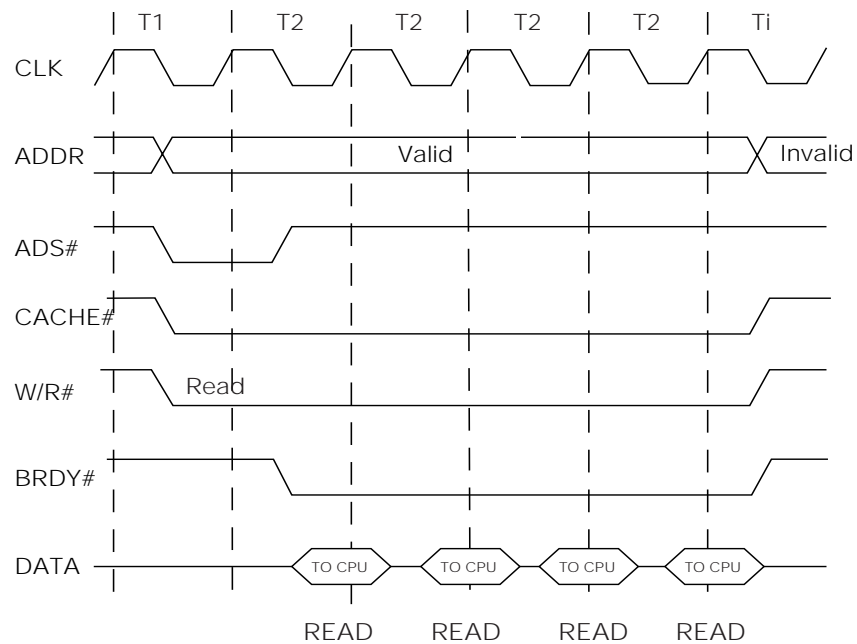 T1 T2 T2 T2 T2 Ti
CLK
ADDR Valid Invalid
ADS#
CACHE#
W/R# Read
BRDY#
DATA TO CPU TO CPU TO CPU TO CPU
READ READ READ READ